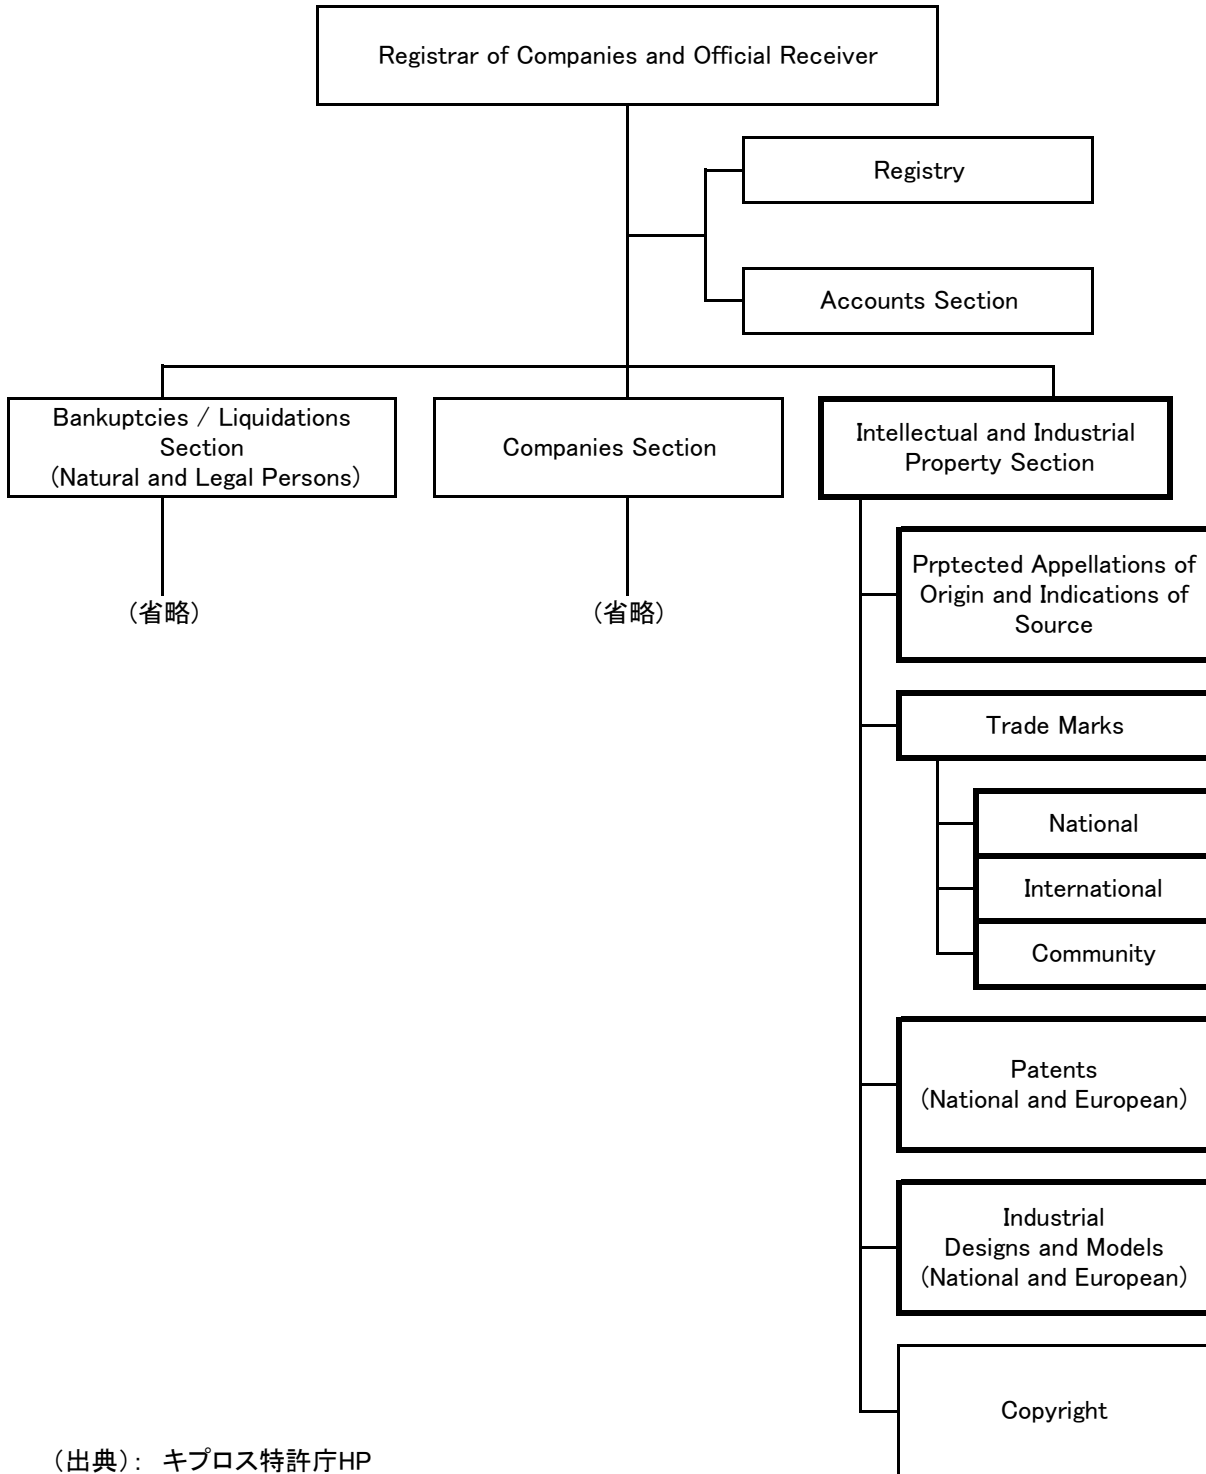 Registrar of Companies and Official Receiver
Registry
Accounts Section
Bankuptcies / Liquidations
Section
(Natural and Legal Persons)
Companies Section
Intellectual and Industrial
Property Section
(省略)
(省略)
Prptected Appellations of
Origin and Indications of
Source
Trade Marks
National
International
Community
Patents
(National and European)
Industrial
Designs and Models
(National and European)
Copyright
(出典): キプロス特許庁HP